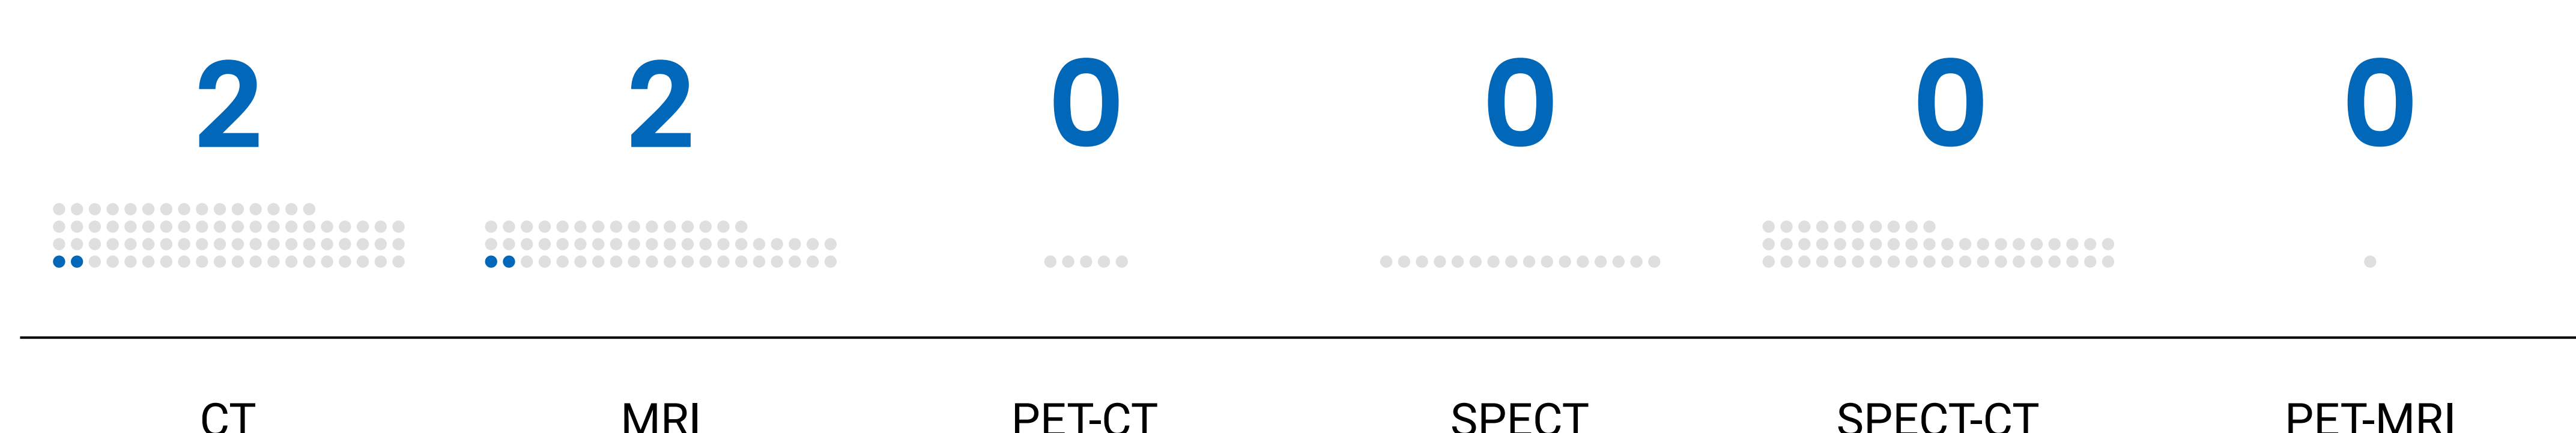 2 2 0 0 0 0
CT MRI PET-CT SPECT SPECT-CT PET-MRI